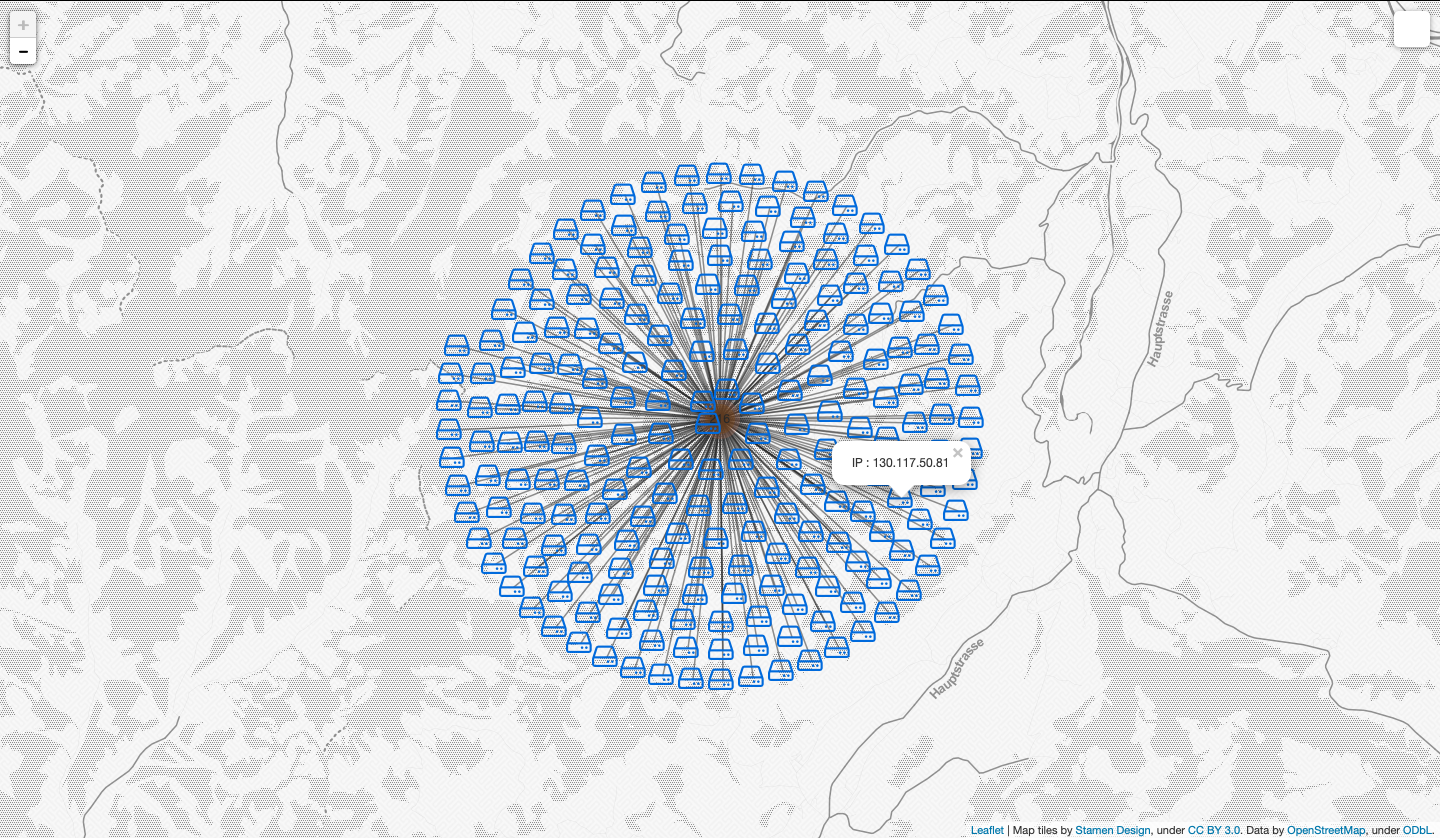 +
-
Hauptstrasse
IP : 130.117.50.81
×
Hauptstrasse
Leaflet | Map tiles by Stamen Design, under CC BY 3.0. Data by OpenStreetMap, under ODbL.